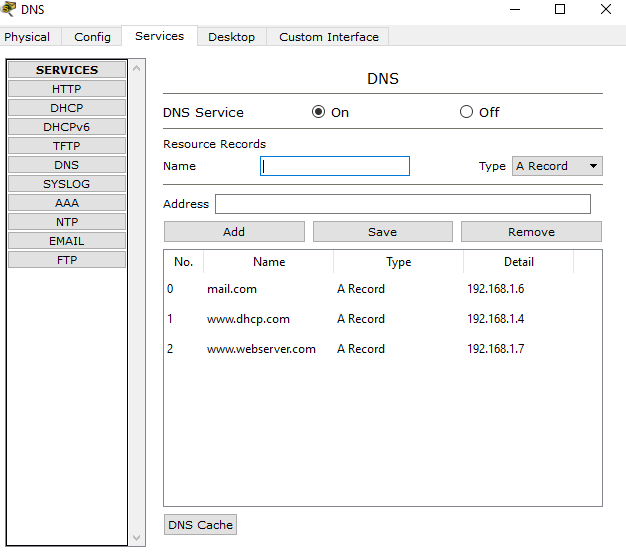 DNS
Physical Config Services Desktop Custom Interface
SERVICES
HTTP
DHCP
DHCPv6
TFTP
DNS
SYSLOG
AAA
NTP
EMAIL
FTP
DNS
DNS Service On Off
Resource Records
Name Type A Record
Address
Add Save Remove
No. Name Type Detail
0 mail.com A Record 192.168.1.6
1 www.dhcp.com A Record 192.168.1.4
2 www.webserver.com A Record 192.168.1.7
DNS Cache